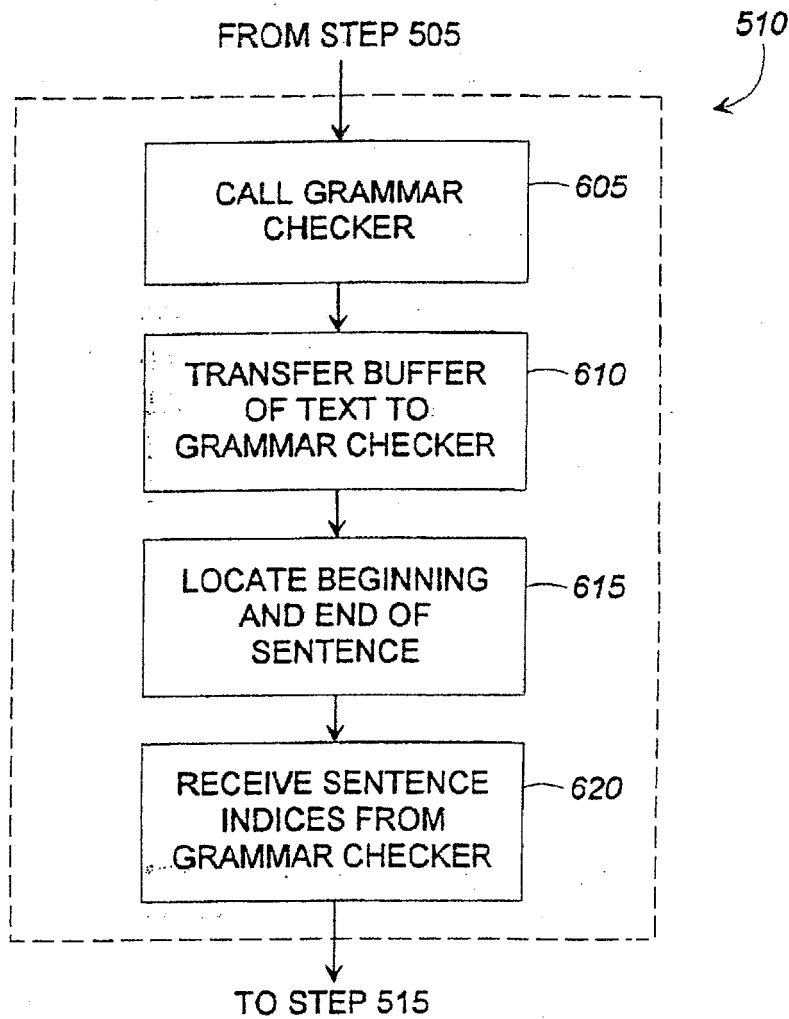 FROM STEP 505
510
CALL GRAMMAR
CHECKER
605
TRANSFER BUFFER
OF TEXT TO
GRAMMAR CHECKER
610
LOCATE BEGINNING
AND END OF
SENTENCE
615
RECEIVE SENTENCE
INDICES FROM
GRAMMAR CHECKER
620
TO STEP 515